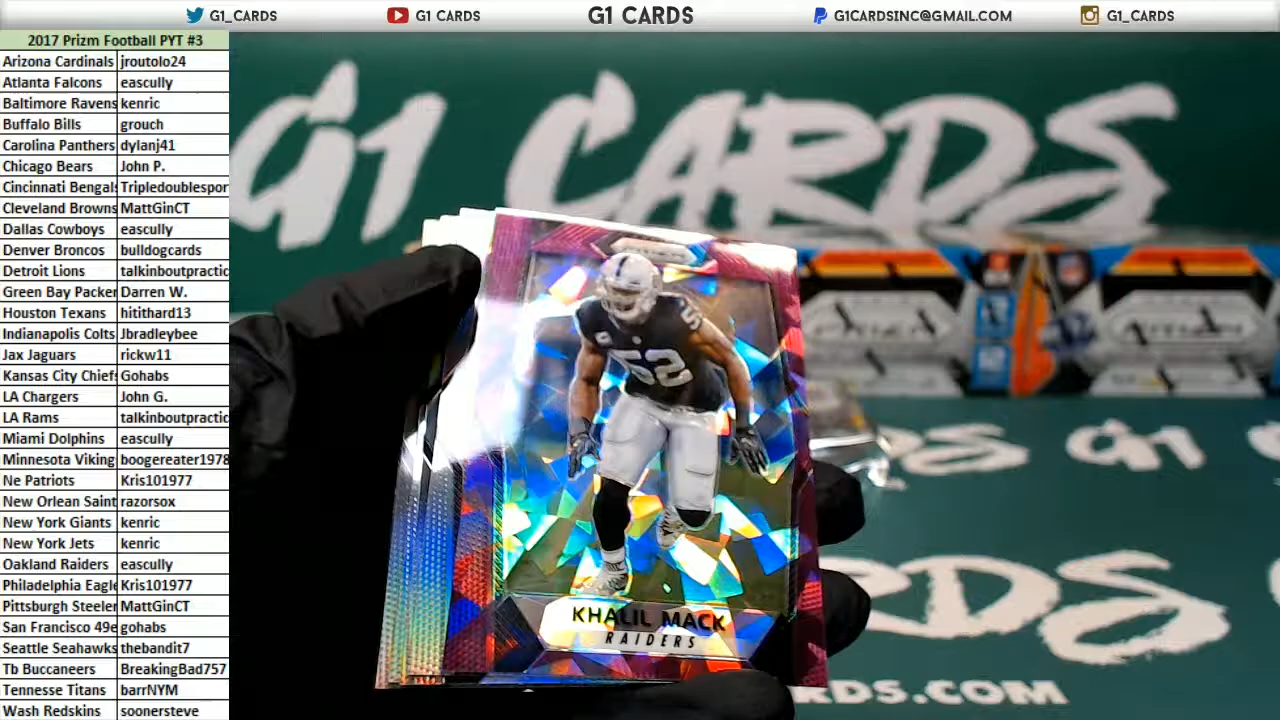 G1_CARDS
G1 CARDS
G1 CARDS
G1CARDSINC@GMAIL.COM
G1_CARDS
2017 Prizm Football PYT #3
Arizona Cardinals jroutolo24
Atlanta Falcons eascully
Baltimore Ravens kenric
Buffalo Bills grouch
Carolina Panthers dylanj41
Chicago Bears John P.
Cincinnati Bengals Tripledoublespor
Cleveland Browns MattGinCT
Dallas Cowboys eascully
Denver Broncos bulldogcards
Detroit Lions talkinboutpractic
Green Bay Packer Darren W.
Houston Texans hitithard13
Indianapolis Colts Jbradleybee
Jax Jaguars rickw11
Kansas City Chiefs Gohabs
LA Chargers John G.
LA Rams talkinboutpractic
Miami Dolphins eascully
Minnesota Viking boogereater1978
Ne Patriots Kris101977
New Orlean Saint razorsox
New York Giants kenric
New York Jets kenric
Oakland Raiders eascully
Philadelphia Eagle Kris101977
Pittsburgh Steeler MattGinCT
San Francisco 49e gohabs
Seattle Seahawks thebandit7
Tb Buccaneers BreakingBad757
Tennesse Titans barrNYM
Wash Redskins soonersteve
G1 CARDS
52
KHALIL MACK
RAIDERS
G1
RDS
RDS.COM